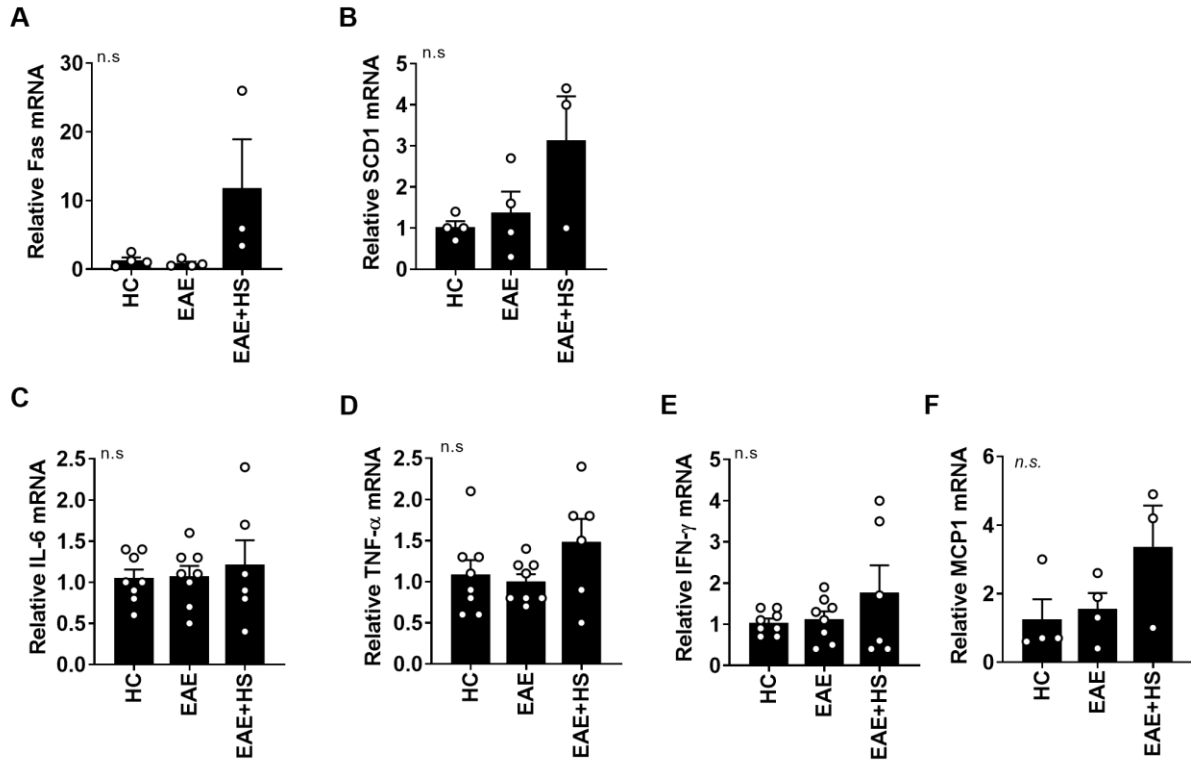 A
B
n.s
30
20
10
0
Relative Fas mRNA
HC
EAE
EAE+HS
n.s
5
4
3
2
1
0
Relative SCD1 mRNA
HC
EAE
EAE+HS
C
D
E
F
n.s
2.5
2.0
1.5
1.0
0.5
0.0
Relative IL-6 mRNA
HC
EAE
EAE+HS
n.s
2.5
2.0
1.5
1.0
0.5
0.0
Relative TNF-α mRNA
HC
EAE
EAE+HS
n.s
5
4
3
2
1
0
Relative IFN-γ mRNA
HC
EAE
EAE+HS
n.s.
6
4
2
0
Relative MCP1 mRNA
HC
EAE
EAE+HS